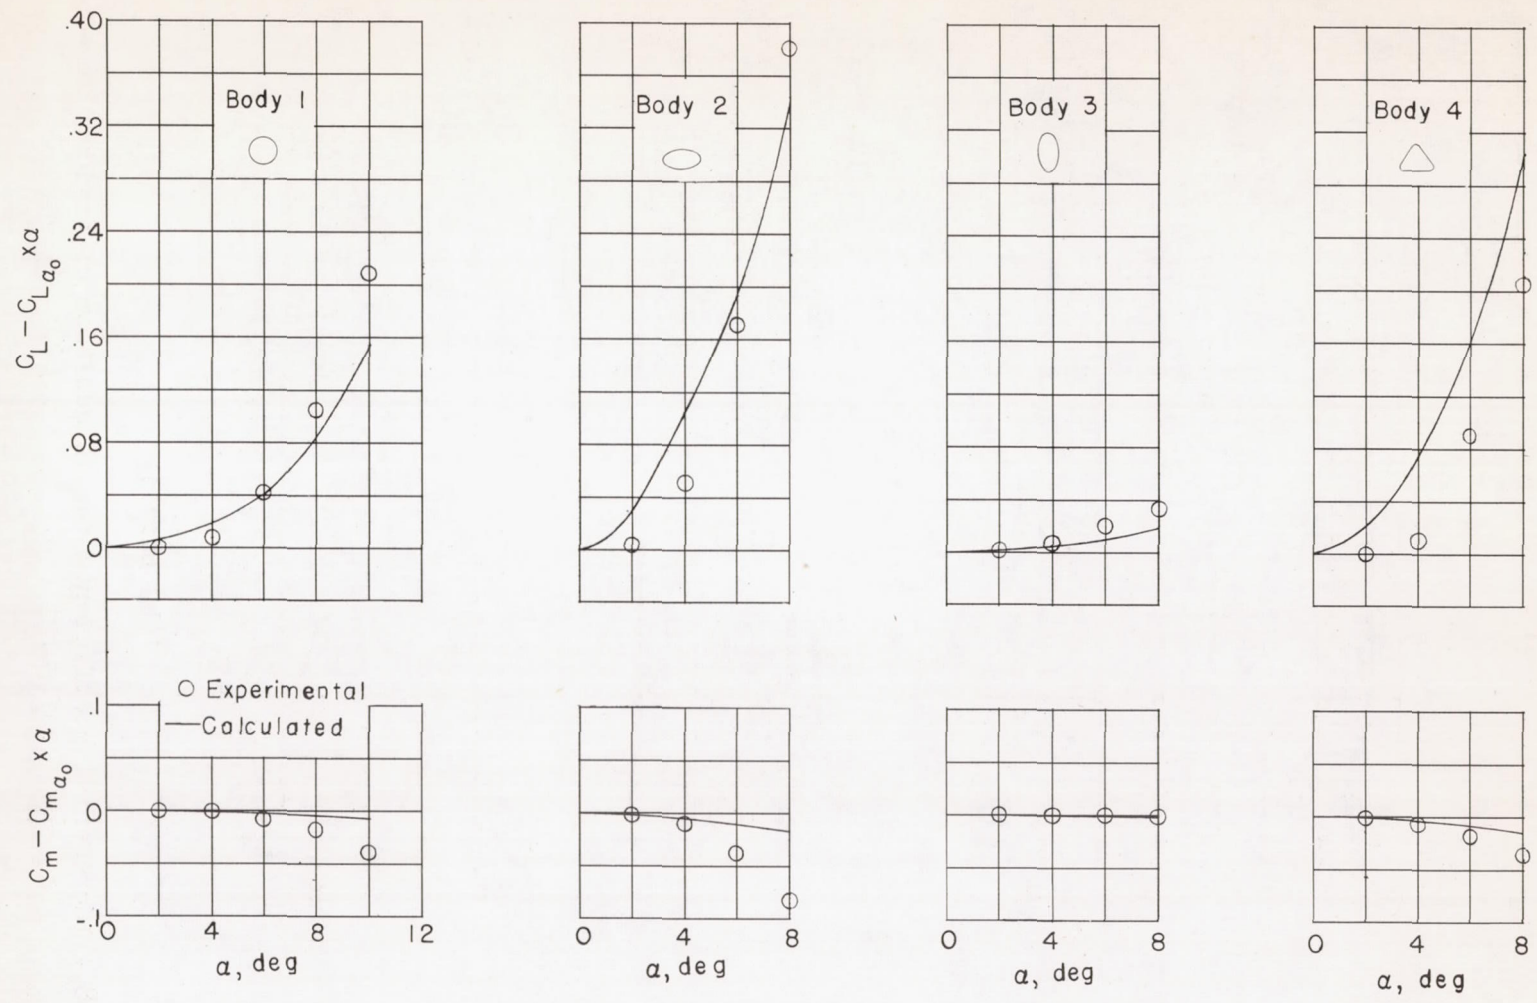 .40
.32
.24
.16
.08
0
C_L – C_Lα₀ x α
Body 1
Body 2
Body 3
Body 4
○ Experimental
— Calculated
.1
0
-.1
C_m – C_mα₀ x α
0 4 8 12
α, deg
0 4 8
α, deg
0 4 8
α, deg
0 4 8
α, deg